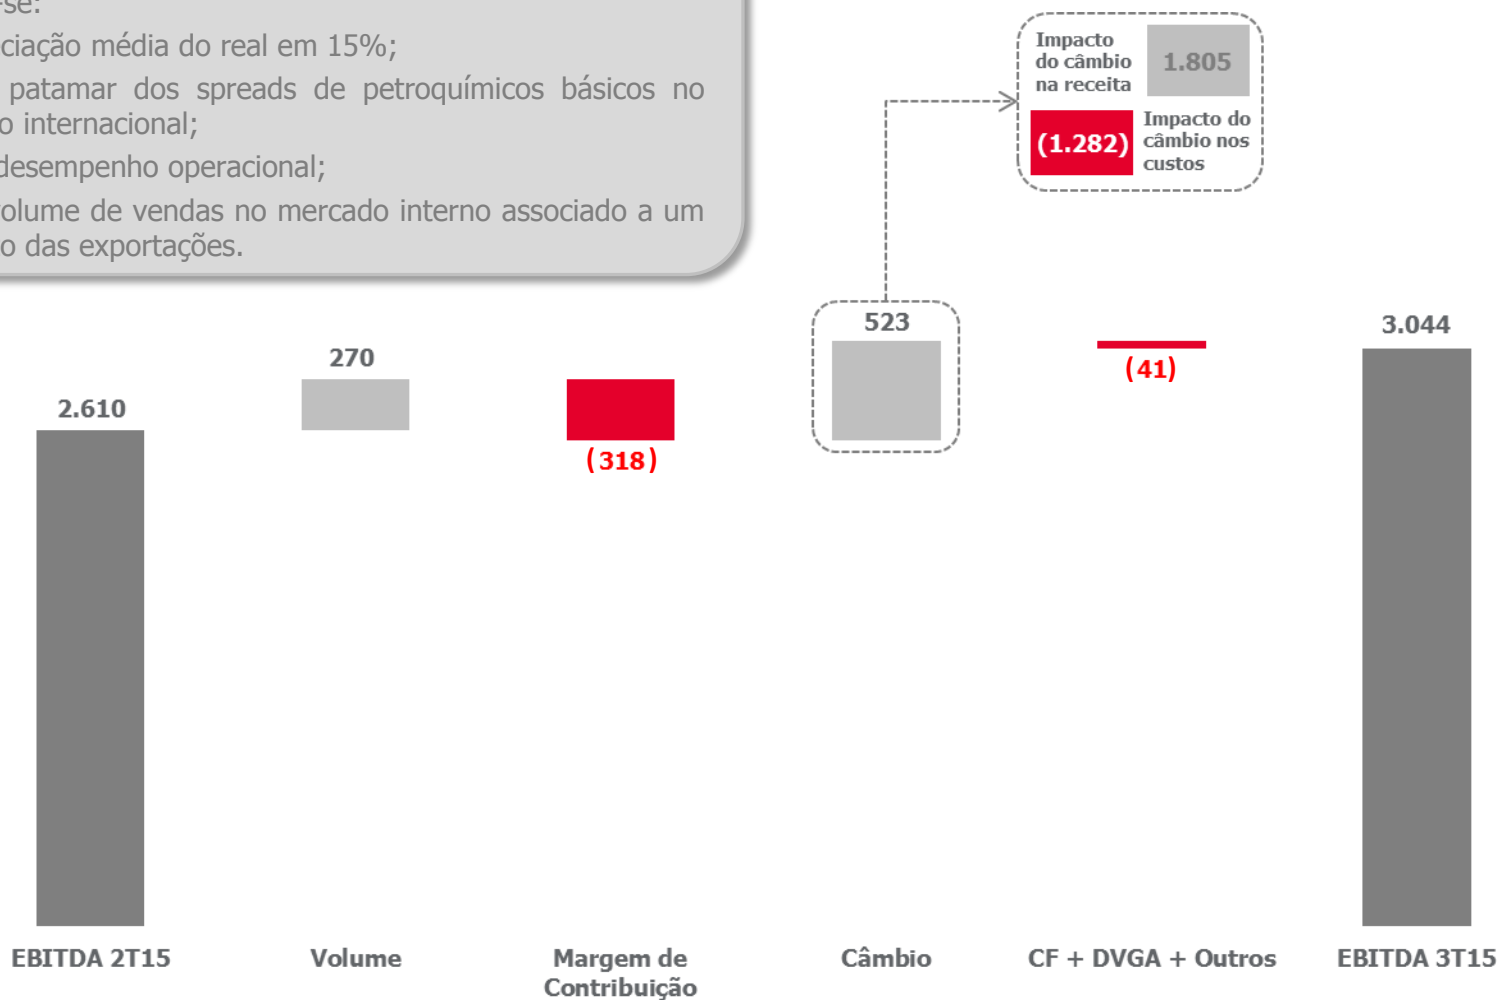 -se:
ciação média do real em 15%;
patamar dos spreads de petroquímicos básicos no
o internacional;
desempenho operacional;
olume de vendas no mercado interno associado a um
o das exportações.
Impacto
do câmbio
na receita
1.805
(1.282)
Impacto do
câmbio nos
custos
2.610
270
(318)
523
(41)
3.044
EBITDA 2T15
Volume
Margem de
Contribuição
Câmbio
CF + DVGA + Outros
EBITDA 3T15